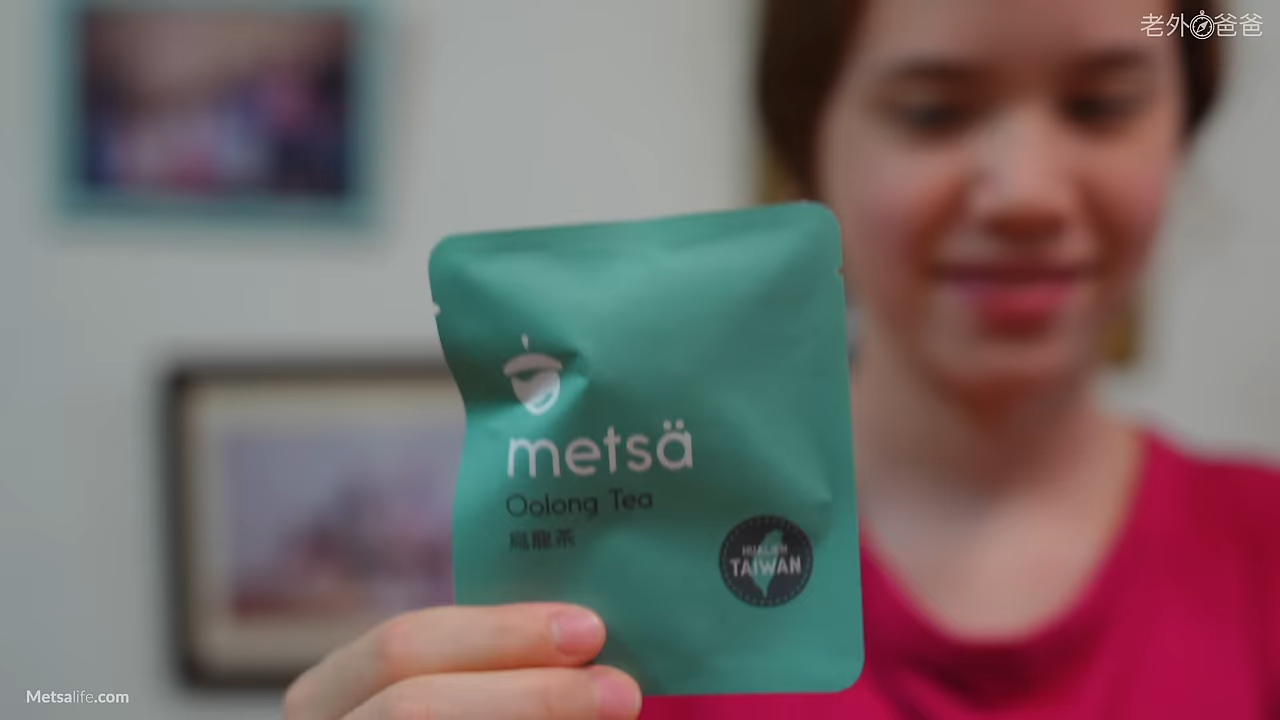 老外爸爸
metsä
Oolong Tea
烏龍茶
HUALIEN
TAIWAN
Metsalife.com